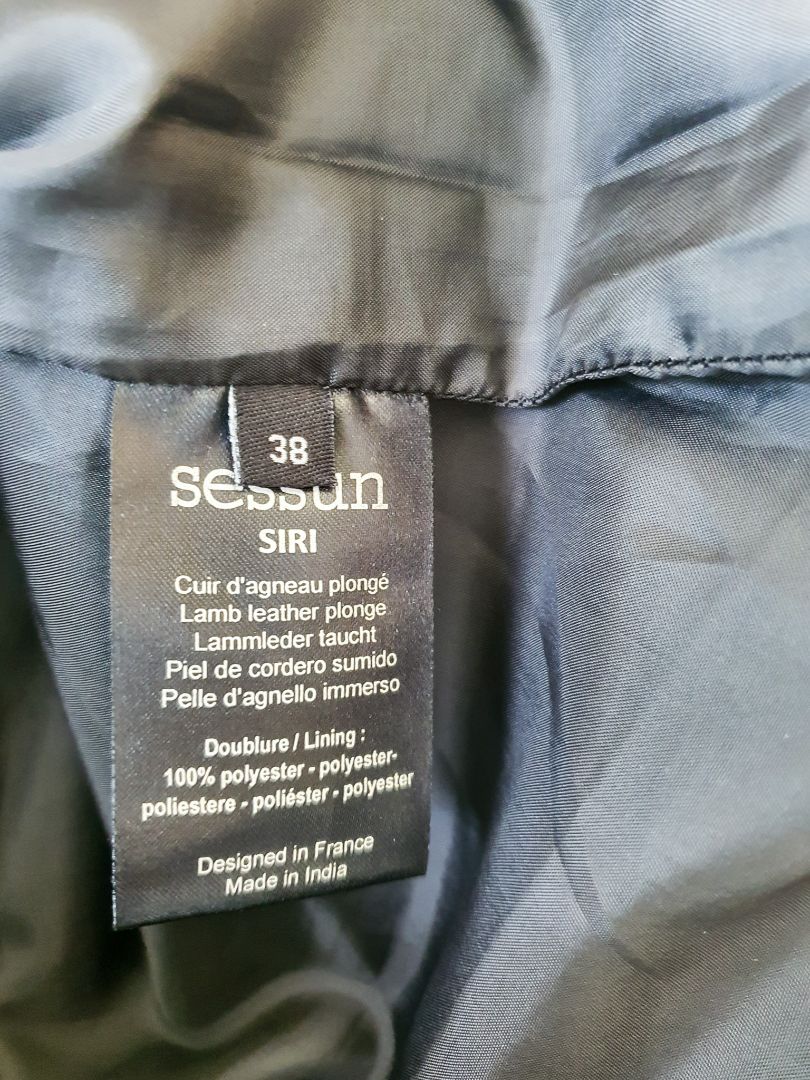 38
sessun
SIRI
Cuir d'agneau plongé
Lamb leather plonge
Lammleder taucht
Piel de cordero sumido
Pelle d'agnello immerso
Doublure / Lining :
100% polyester - polyester-
poliestere - poliéster - polyester
Designed in France
Made in India